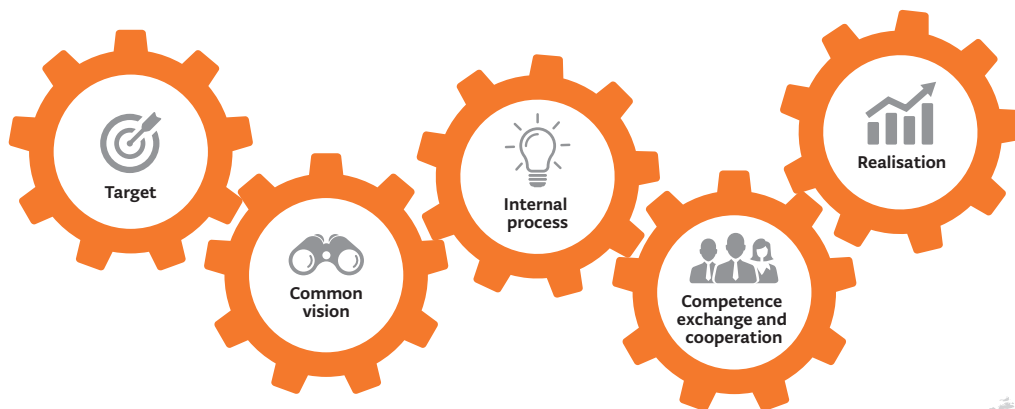 Target
Common
vision
Internal
process
Competence
exchange and
cooperation
Realisation